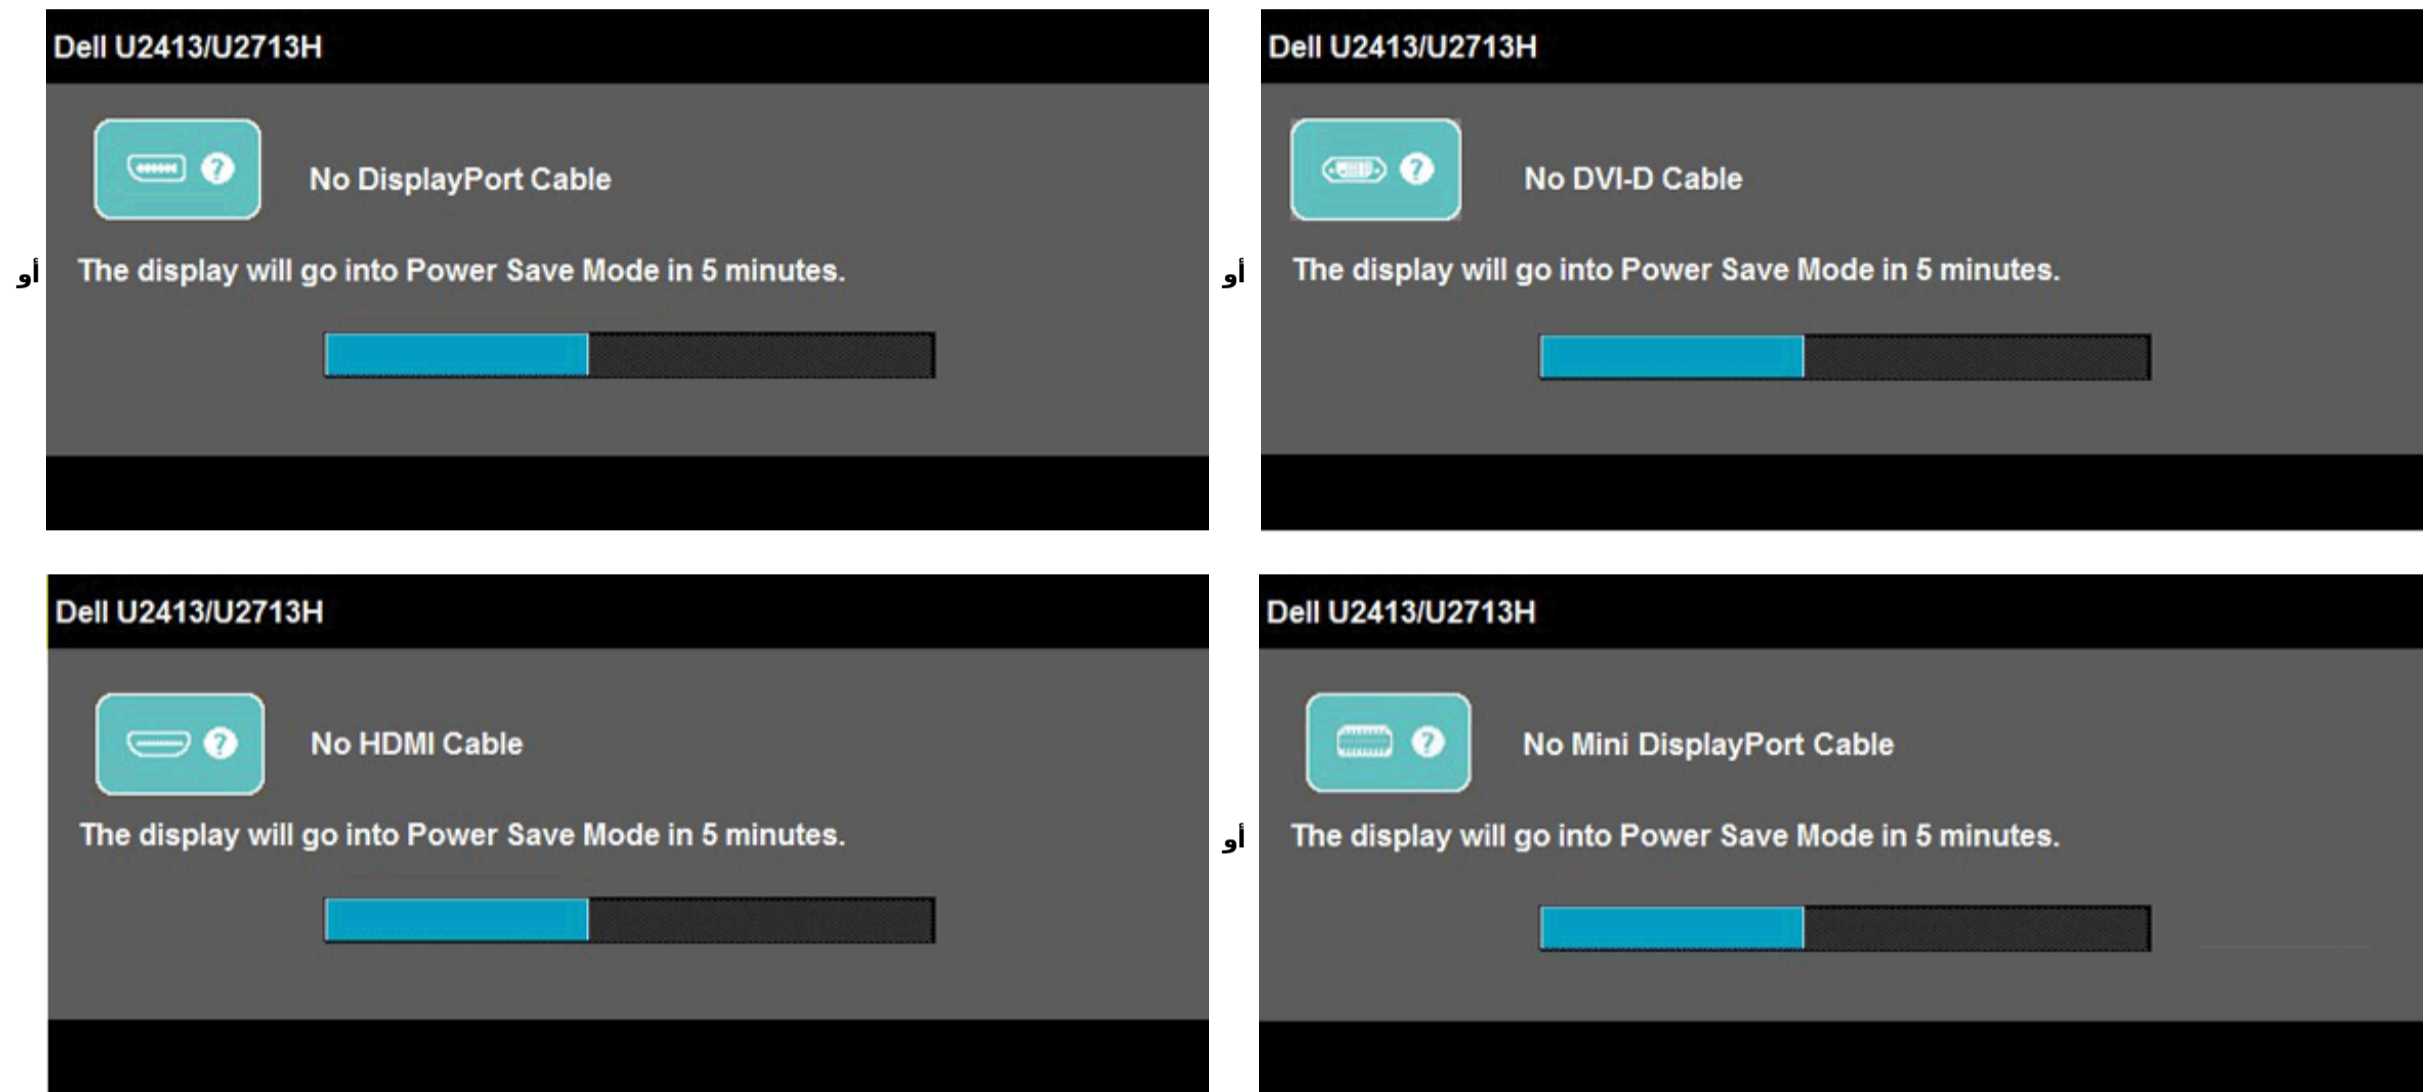 Dell U2413/U2713H
No DVI-D Cable
The display will go into Power Save Mode in 5 minutes.
أو
Dell U2413/U2713H
No DisplayPort Cable
The display will go into Power Save Mode in 5 minutes.
أو
Dell U2413/U2713H
No Mini DisplayPort Cable
The display will go into Power Save Mode in 5 minutes.
أو
Dell U2413/U2713H
No HDMI Cable
The display will go into Power Save Mode in 5 minutes.